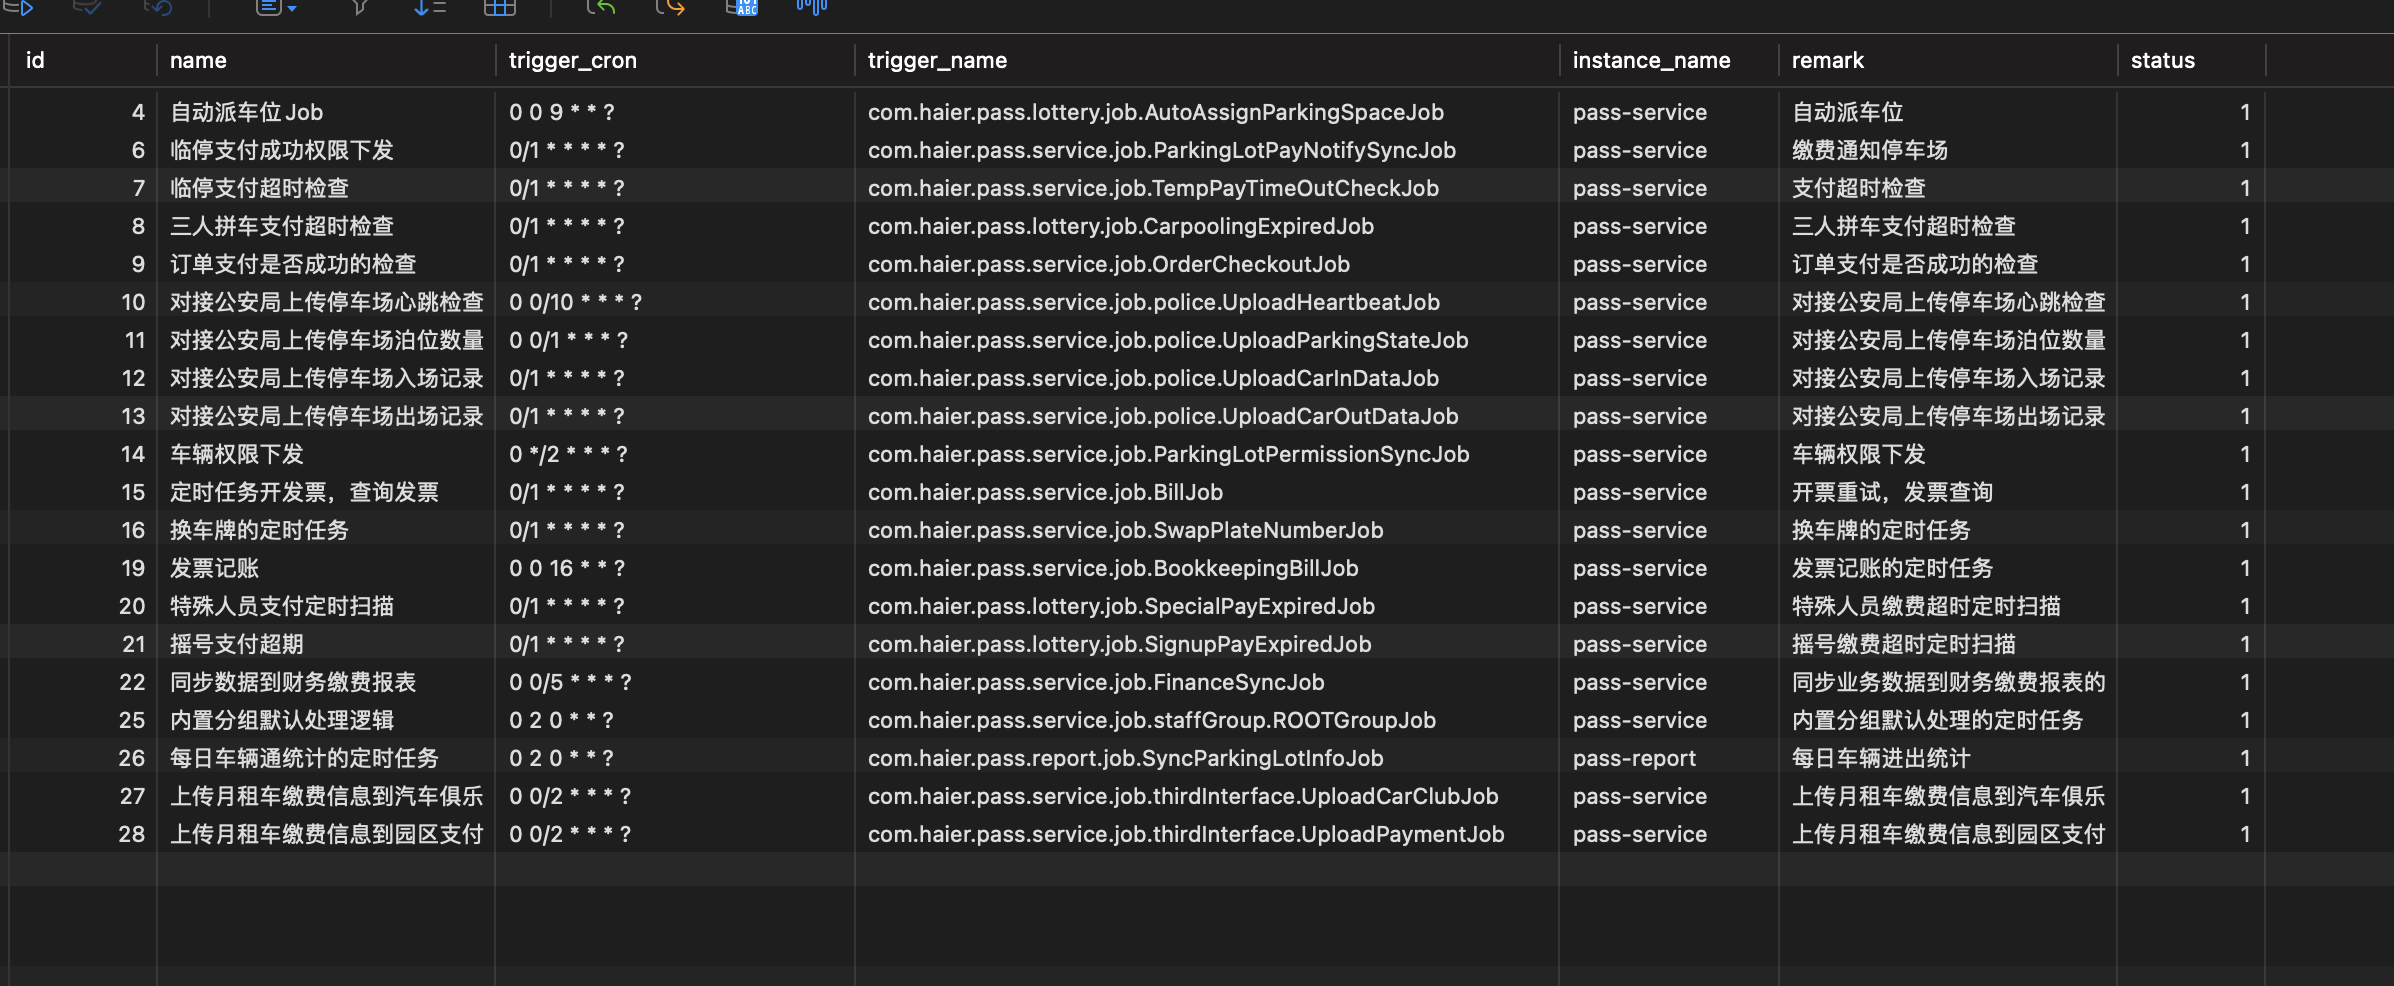 id name trigger_cron trigger_name instance_name remark status
4 自动派车位Job 0 0 9 * * ? com.haier.pass.lottery.job.AutoAssignParkingSpaceJob pass-service 自动派车位 1
6 临停支付成功权限下发 0/1 * * * * ? com.haier.pass.service.job.ParkingLotPayNotifySyncJob pass-service 缴费通知停车场 1
7 临停支付超时检查 0/1 * * * * ? com.haier.pass.service.job.TempPayTimeOutCheckJob pass-service 支付超时检查 1
8 三人拼车支付超时检查 0/1 * * * * ? com.haier.pass.lottery.job.CarpoolingExpiredJob pass-service 三人拼车支付超时检查 1
9 订单支付是否成功的检查 0/1 * * * * ? com.haier.pass.service.job.OrderCheckoutJob pass-service 订单支付是否成功的检查 1
10 对接公安局上传停车场心跳检查 0 0/10 * * * ? com.haier.pass.service.job.police.UploadHeartbeatJob pass-service 对接公安局上传停车场心跳检查 1
11 对接公安局上传停车场泊位数量 0 0/1 * * * ? com.haier.pass.service.job.police.UploadParkingStateJob pass-service 对接公安局上传停车场泊位数量 1
12 对接公安局上传停车场入场记录 0/1 * * * * ? com.haier.pass.service.job.police.UploadCarInDataJob pass-service 对接公安局上传停车场入场记录 1
13 对接公安局上传停车场出场记录 0/1 * * * * ? com.haier.pass.service.job.police.UploadCarOutDataJob pass-service 对接公安局上传停车场出场记录 1
14 车辆权限下发 0 */2 * * * ? com.haier.pass.service.job.ParkingLotPermissionSyncJob pass-service 车辆权限下发 1
15 定时任务开发票，查询发票 0/1 * * * * ? com.haier.pass.service.job.BillJob pass-service 开票重试，发票查询 1
16 换车牌的定时任务 0/1 * * * * ? com.haier.pass.service.job.SwapPlateNumberJob pass-service 换车牌的定时任务 1
19 发票记账 0 0 16 * * ? com.haier.pass.service.job.BookkeepingBillJob pass-service 发票记账的定时任务 1
20 特殊人员支付定时扫描 0/1 * * * * ? com.haier.pass.lottery.job.SpecialPayExpiredJob pass-service 特殊人员缴费超时定时扫描 1
21 摇号支付超期 0/1 * * * * ? com.haier.pass.lottery.job.SignupPayExpiredJob pass-service 摇号缴费超时定时扫描 1
22 同步数据到财务缴费报表 0 0/5 * * * ? com.haier.pass.service.job.FinanceSyncJob pass-service 同步业务数据到财务缴费报表的 1
25 内置分组默认处理逻辑 0 2 0 * * ? com.haier.pass.service.job.staffGroup.ROOTGroupJob pass-service 内置分组默认处理的定时任务 1
26 每日车辆通统计的定时任务 0 2 0 * * ? com.haier.pass.report.job.SyncParkingLotInfoJob pass-report 每日车辆进出统计 1
27 上传月租车缴费信息到汽车俱乐 0 0/2 * * * ? com.haier.pass.service.job.thirdInterface.UploadCarClubJob pass-service 上传月租车缴费信息到汽车俱乐 1
28 上传月租车缴费信息到园区支付 0 0/2 * * * ? com.haier.pass.service.job.thirdInterface.UploadPaymentJob pass-service 上传月租车缴费信息到园区支付 1